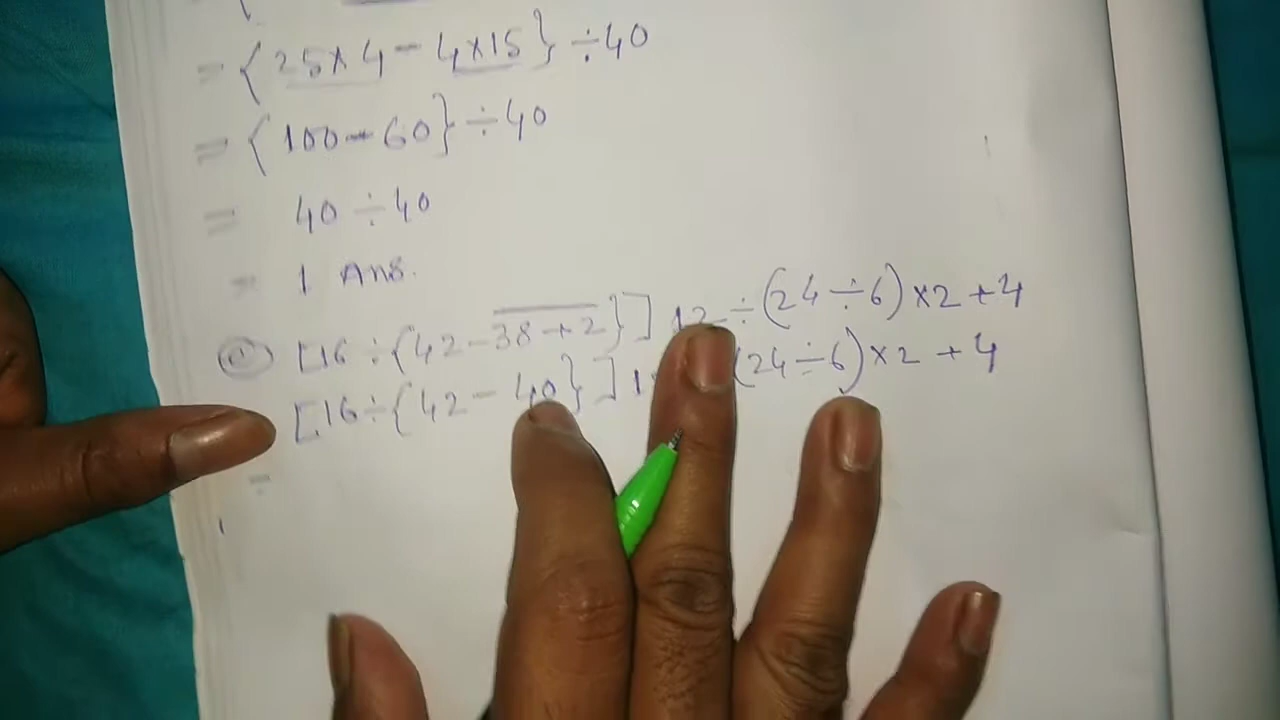 = {25×4 - 4×15} ÷40
= {100-60} ÷40
= 40 ÷40
= 1 Ans.
[16 ÷{42-38+2}] 12÷(24÷6)×2+4
[16÷{42-40}] 1 (24÷6)×2+4
=